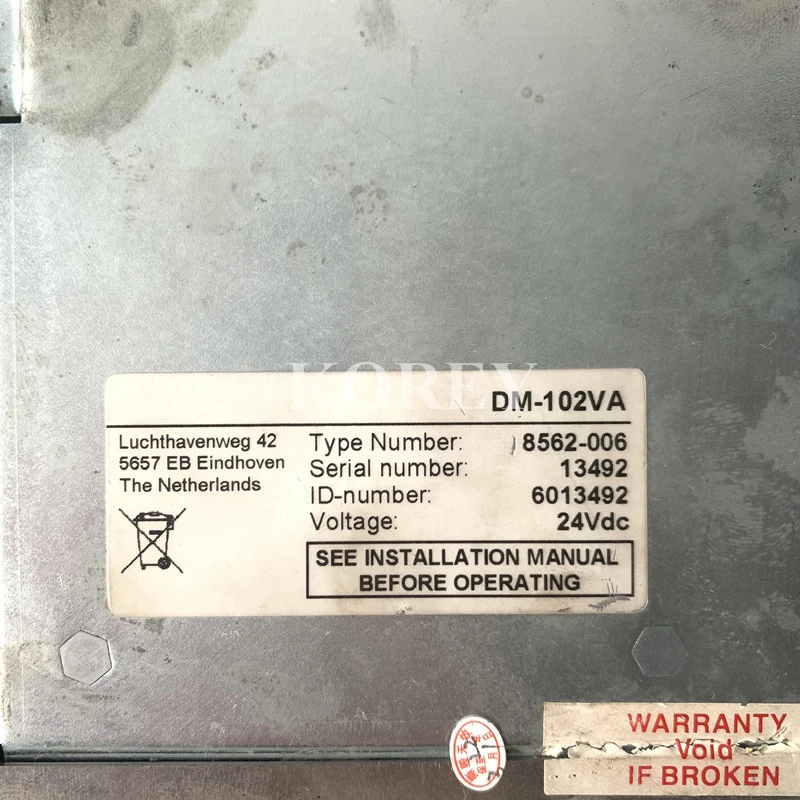 KOREY
DM-102VA
Luchthavenweg 42
5657 EB Eindhoven
The Netherlands
Type Number: 8562-006
Serial number: 13492
ID-number: 6013492
Voltage: 24Vdc
SEE INSTALLATION MANUAL
BEFORE OPERATING
WARRANTY
Void
IF BROKEN